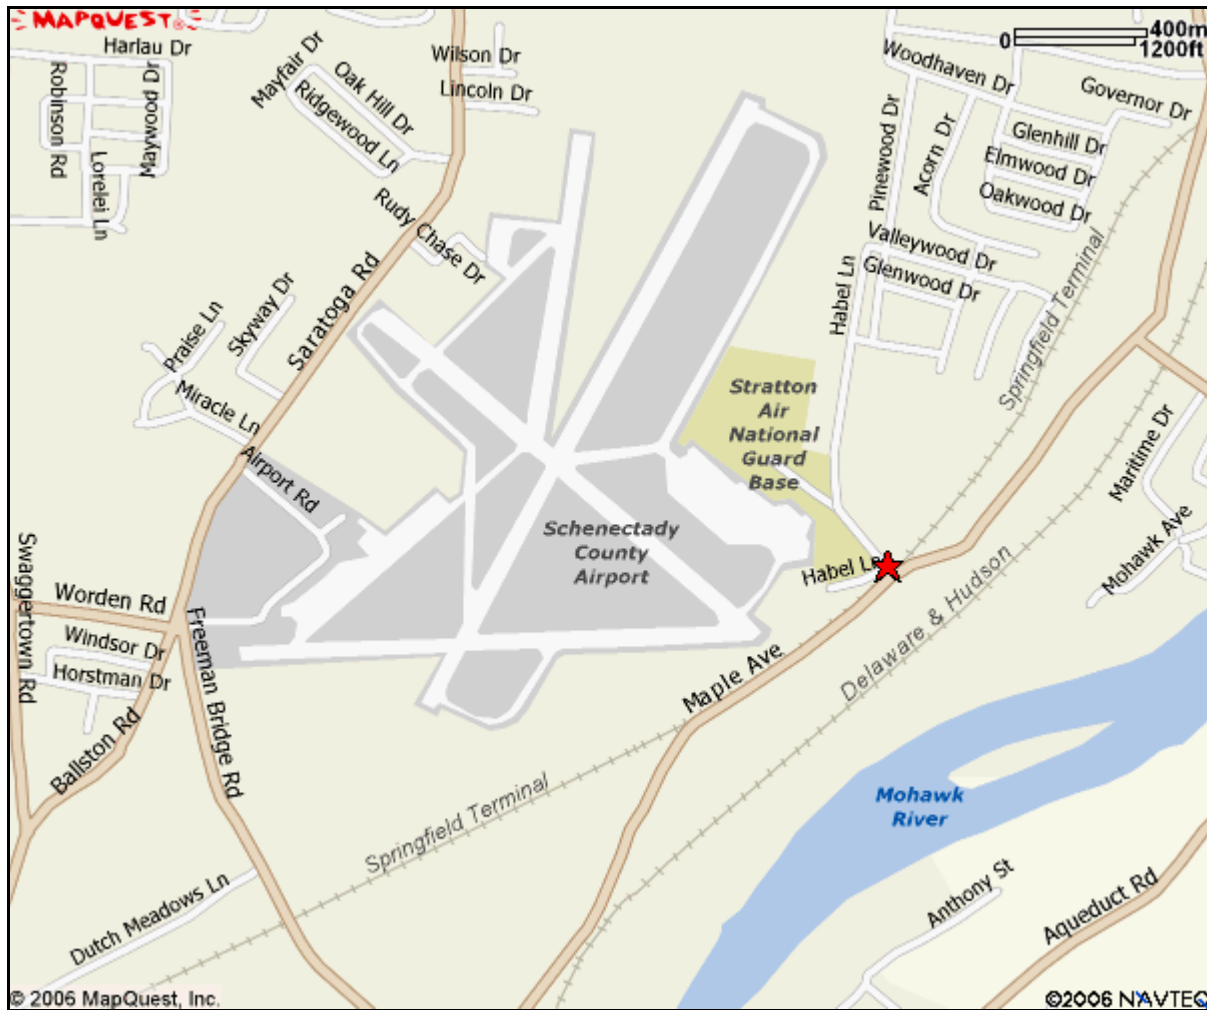 MAPQUEST®
Harlau Dr
Robinson Rd
Maywood Dr
Lorelei Ln
Mayfair Dr
Oak Hill Dr
Ridgewood Ln
Wilson Dr
Lincoln Dr
0 400m
1200ft
Woodhaven Dr
Governor Dr
Pinewood Dr
Acorn Dr
Glenhill Dr
Elmwood Dr
Oakwood Dr
Rudy Chase Dr
Valleywood Dr
Glenwood Dr
Habel Ln
Springfield Terminal
Saratoga Rd
Skyway Dr
Praise Ln
Miracle Ln
Airport Rd
Stratton
Air
National
Guard
Base
Maritime Dr
Mohawk Ave
Schenectady
County
Airport
Habel Ln
Swaggertown Rd
Worden Rd
Windsor Dr
Horstman Dr
Freeman Bridge Rd
Ballston Rd
Maple Ave
Delaware & Hudson
Springfield Terminal
Mohawk
River
Dutch Meadows Ln
Anthony St
Aqueduct Rd
© 2006 MapQuest, Inc.
©2006 NAVTEQ